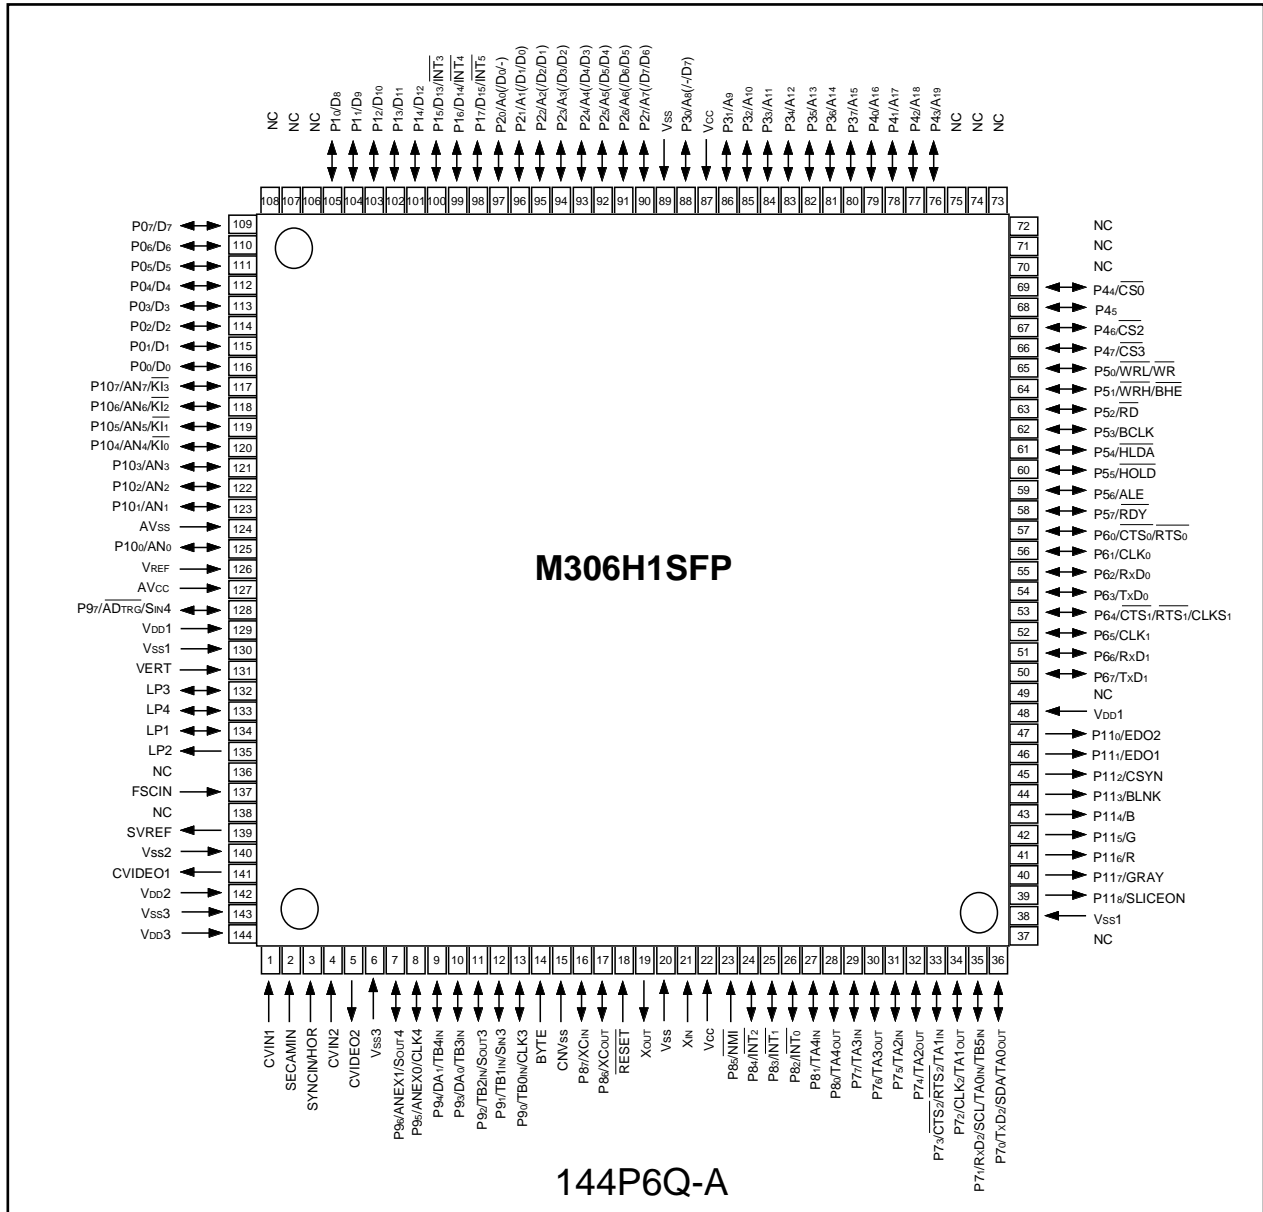 NC
NC
NC
P10/D8
P11/D9
P12/D10
P13/D11
P14/D12
P15/D13/INT3
P16/D14/INT4
P17/D15/INT5
P20/A0(/D0/-)
P21/A1(/D1/D0)
P22/A2(/D2/D1)
P23/A3(/D3/D2)
P24/A4(/D4/D3)
P25/A5(/D5/D4)
P26/A6(/D6/D5)
P27/A7(/D7/D6)
Vss
P30/A8(/-/D7)
Vcc
P31/A9
P32/A10
P33/A11
P34/A12
P35/A13
P36/A14
P37/A15
P40/A16
P41/A17
P42/A18
P43/A19
NC
NC
NC
108 107 106 105 104 103 102 101 100 99 98 97 96 95 94 93 92 91 90 89 88 87 86 85 84 83 82 81 80 79 78 77 76 75 74 73
P07/D7 109
P06/D6 110
P05/D5 111
P04/D4 112
P03/D3 113
P02/D2 114
P01/D1 115
P00/D0 116
P107/AN7/KI3 117
P106/AN6/KI2 118
P105/AN5/KI1 119
P104/AN4/KI0 120
P103/AN3 121
P102/AN2 122
P101/AN1 123
AVss 124
P100/AN0 125
VREF 126
AVcc 127
P97/ADTRG/SIN4 128
VDD1 129
Vss1 130
VERT 131
LP3 132
LP4 133
LP1 134
LP2 135
NC 136
FSCIN 137
NC 138
SVREF 139
Vss2 140
CVIDEO1 141
VDD2 142
Vss3 143
VDD3 144
M306H1SFP
72 NC
71 NC
70 NC
69 P44/CS0
68 P45
67 P46/CS2
66 P47/CS3
65 P50/WRL/WR
64 P51/WRH/BHE
63 P52/RD
62 P53/BCLK
61 P54/HLDA
60 P55/HOLD
59 P56/ALE
58 P57/RDY
57 P60/CTS0/RTS0
56 P61/CLK0
55 P62/RxD0
54 P63/TxD0
53 P64/CTS1/RTS1/CLKS1
52 P65/CLK1
51 P66/RxD1
50 P67/TxD1
49 NC
48 VDD1
47 P110/EDO2
46 P111/EDO1
45 P112/CSYN
44 P113/BLNK
43 P114/B
42 P115/G
41 P116/R
40 P117/GRAY
39 P118/SLICEON
38 Vss1
37 NC
1 2 3 4 5 6 7 8 9 10 11 12 13 14 15 16 17 18 19 20 21 22 23 24 25 26 27 28 29 30 31 32 33 34 35 36
CVIN1
SECAMIN
SYNCIN/HOR
CVIN2
CVIDEO2
Vss3
P96/ANEX1/SOUT4
P95/ANEX0/CLK4
P94/DA1/TB4IN
P93/DA0/TB3IN
P92/TB2IN/SOUT3
P91/TB1IN/SIN3
P90/TB0IN/CLK3
BYTE
CNVss
P87/XCIN
P86/XCOUT
RESET
XOUT
Vss
XIN
Vcc
P85/NMI
P84/INT2
P83/INT1
P82/INT0
P81/TA4IN
P80/TA4OUT
P77/TA3IN
P76/TA3OUT
P75/TA2IN
P74/TA2OUT
P73/CTS2/RTS2/TA1IN
P72/CLK2/TA1OUT
P71/RxD2/SCL/TA0IN/TB5IN
P70/TxD2/SDA/TA0OUT
144P6Q-A